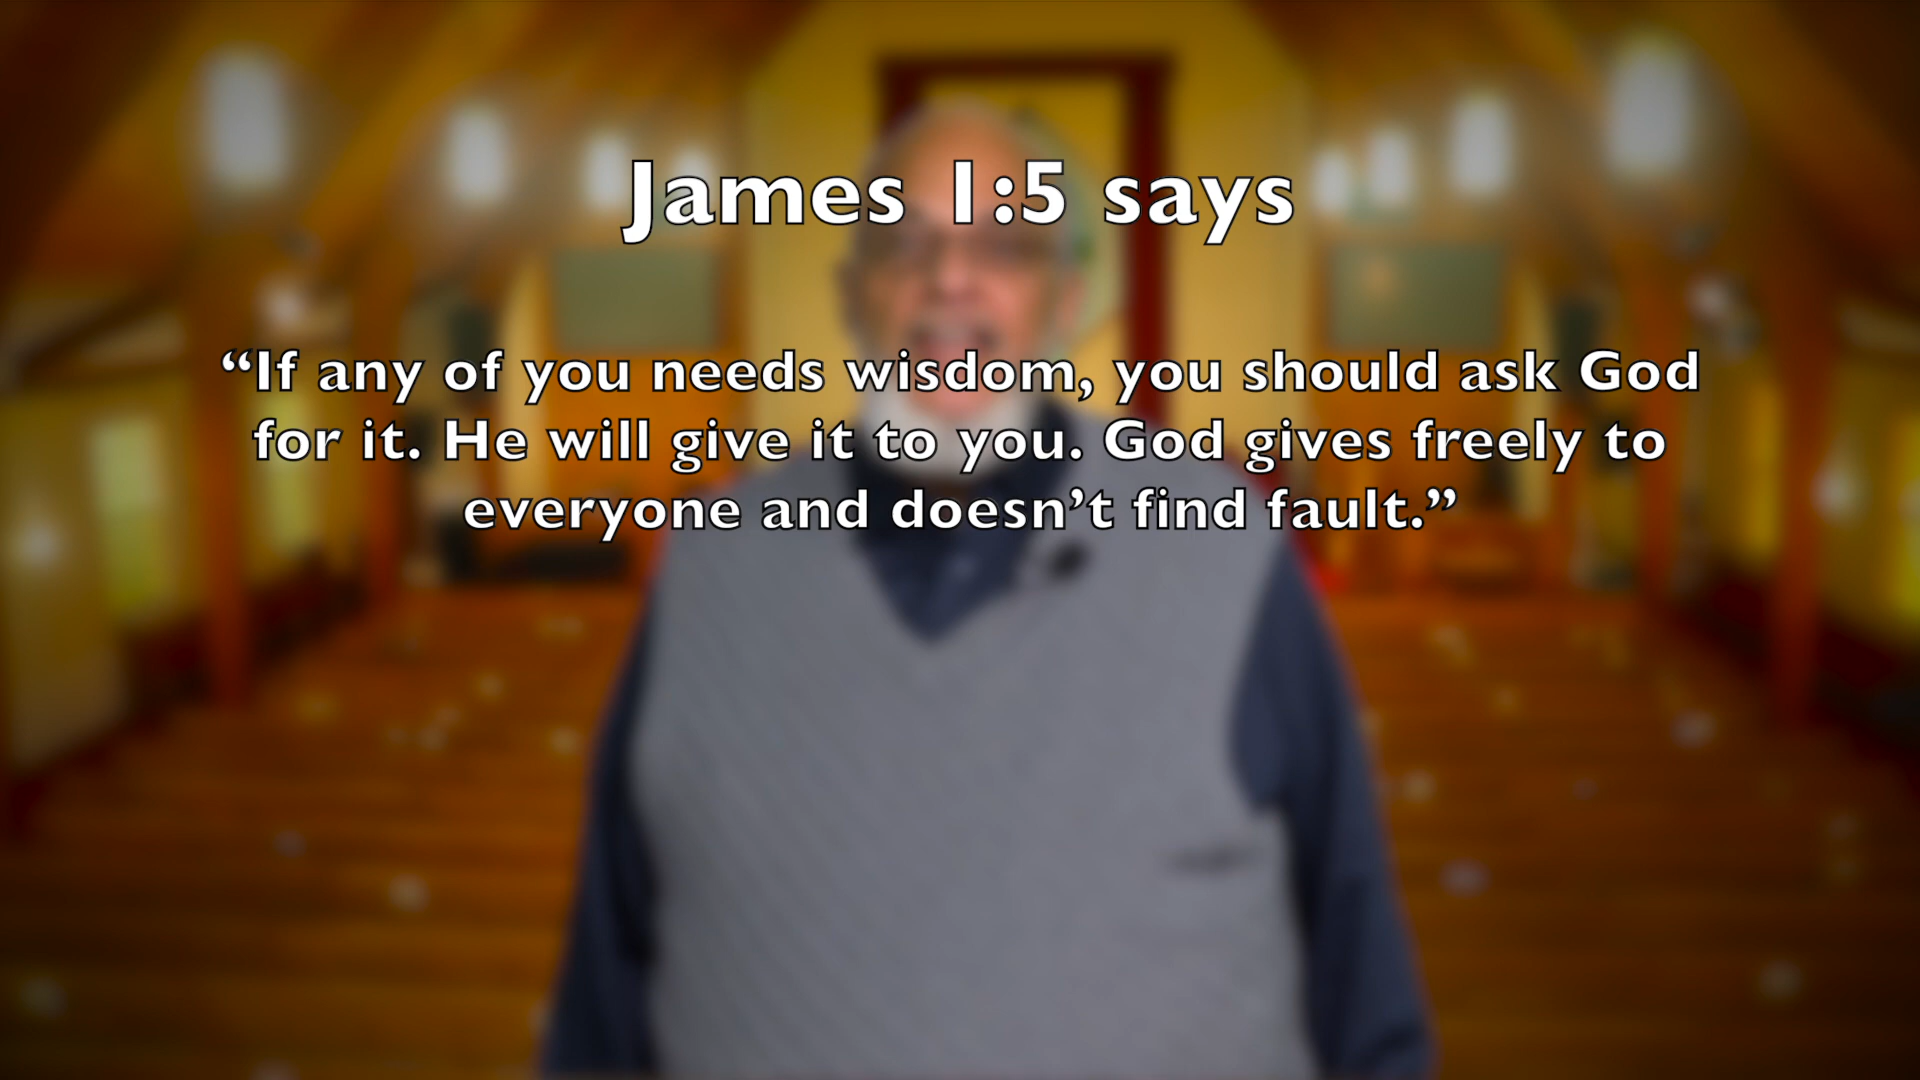 James 1:5 says
“If any of you needs wisdom, you should ask God
for it. He will give it to you. God gives freely to
everyone and doesn’t find fault.”